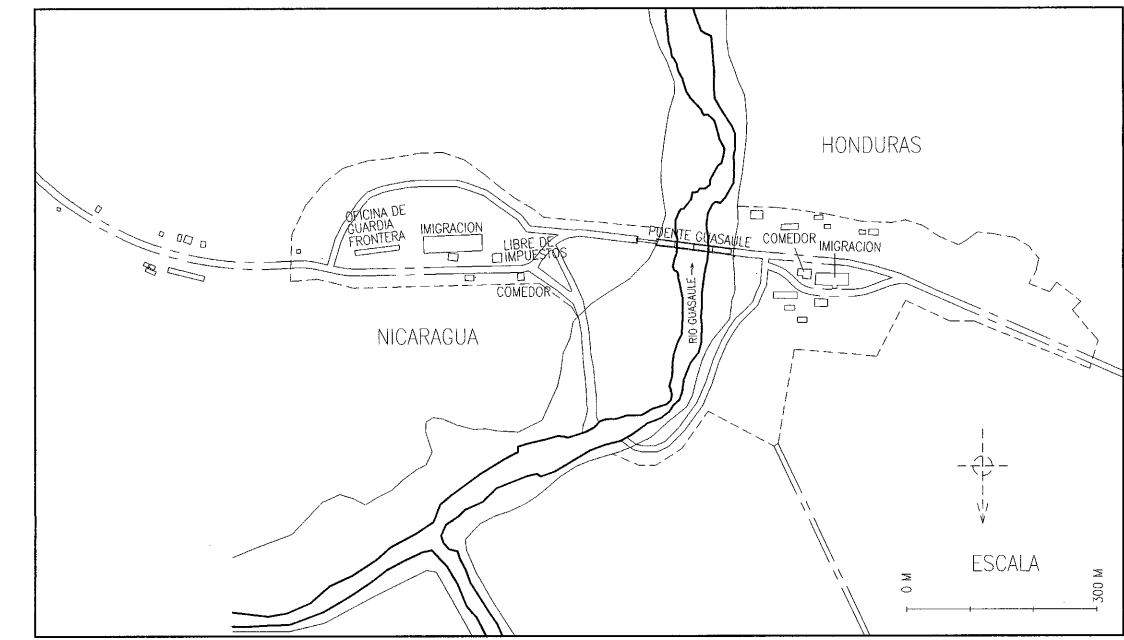 HONDURAS
OFICINA DE
GUARDIA
FRONTERA
IMIGRACION
LIBRE DE
IMPUESTOS
COMEDOR
PUENTE GUASAULE
COMEDOR
IMIGRACION
RIO GUASAULE
NICARAGUA
ESCALA
0 M
300 M